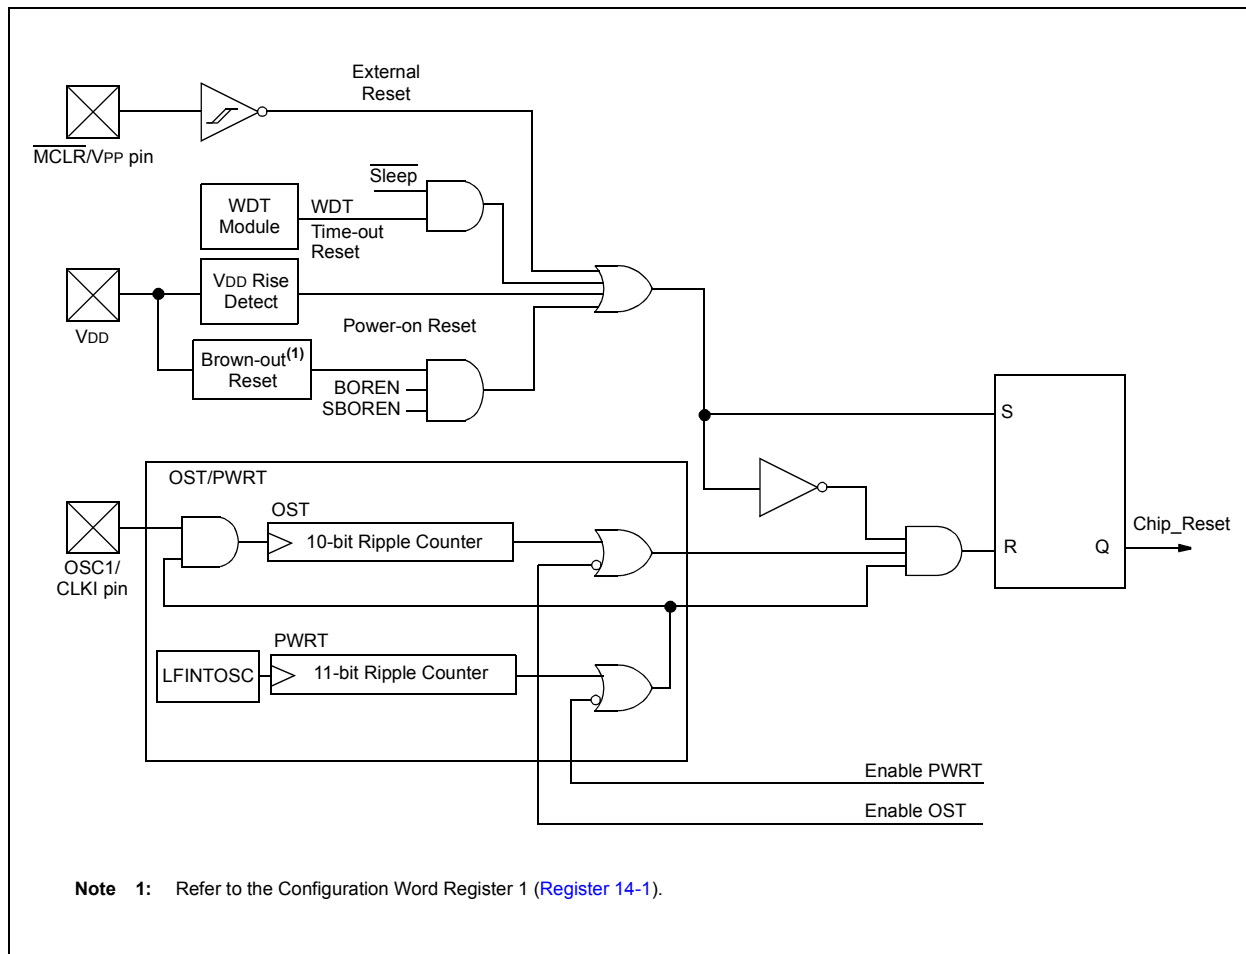 External
Reset
MCLR/VPP pin
Sleep
WDT
Module
WDT
Time-out
Reset
VDD Rise
Detect
VDD
Power-on Reset
Brown-out(1)
Reset
BOREN
SBOREN
S
OST/PWRT
OST
10-bit Ripple Counter
OSC1/
CLKI pin
Chip_Reset
R
Q
PWRT
LFINTOSC
11-bit Ripple Counter
Enable PWRT
Enable OST
Note 1: Refer to the Configuration Word Register 1 (Register 14-1).